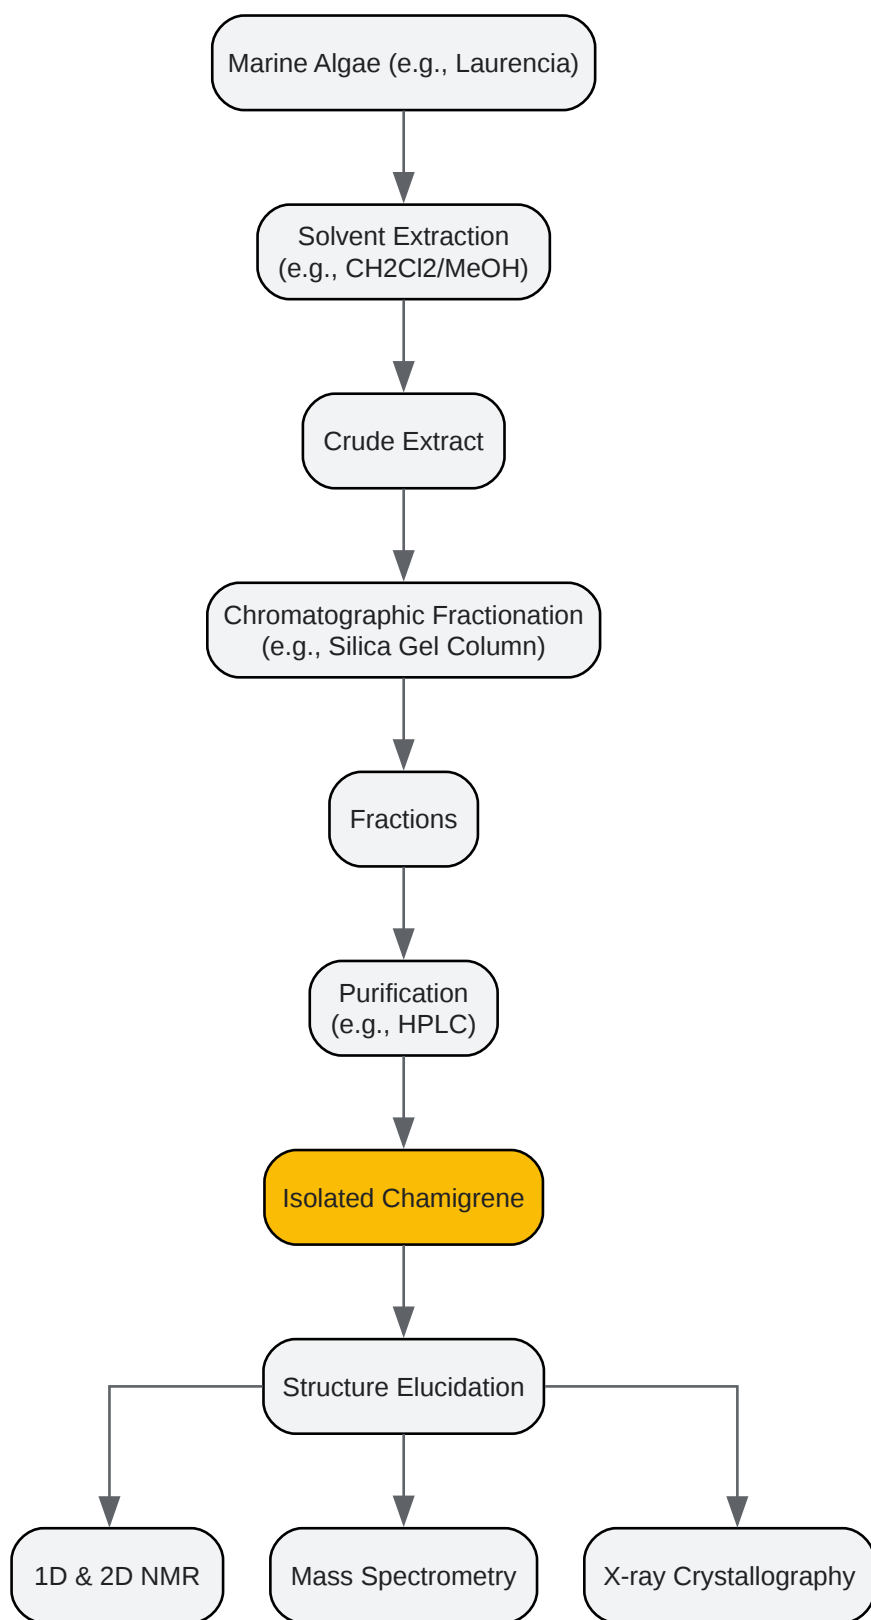 Marine Algae (e.g., Laurencia)
Solvent Extraction
(e.g., CH2Cl2/MeOH)
Crude Extract
Chromatographic Fractionation
(e.g., Silica Gel Column)
Fractions
Purification
(e.g., HPLC)
Isolated Chamigrene
Structure Elucidation
1D & 2D NMR
Mass Spectrometry
X-ray Crystallography